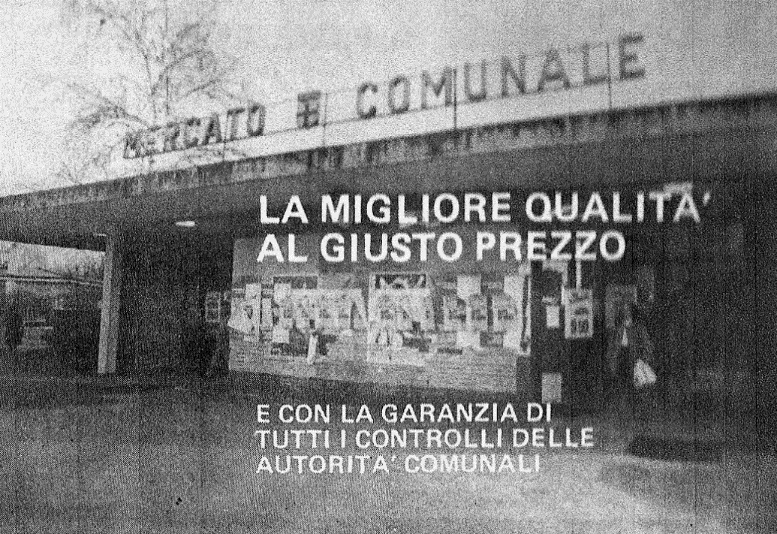 MERCATO COMUNALE
LA MIGLIORE QUALITA'
AL GIUSTO PREZZO
E CON LA GARANZIA DI
TUTTI I CONTROLLI DELLE
AUTORITA' COMUNALI